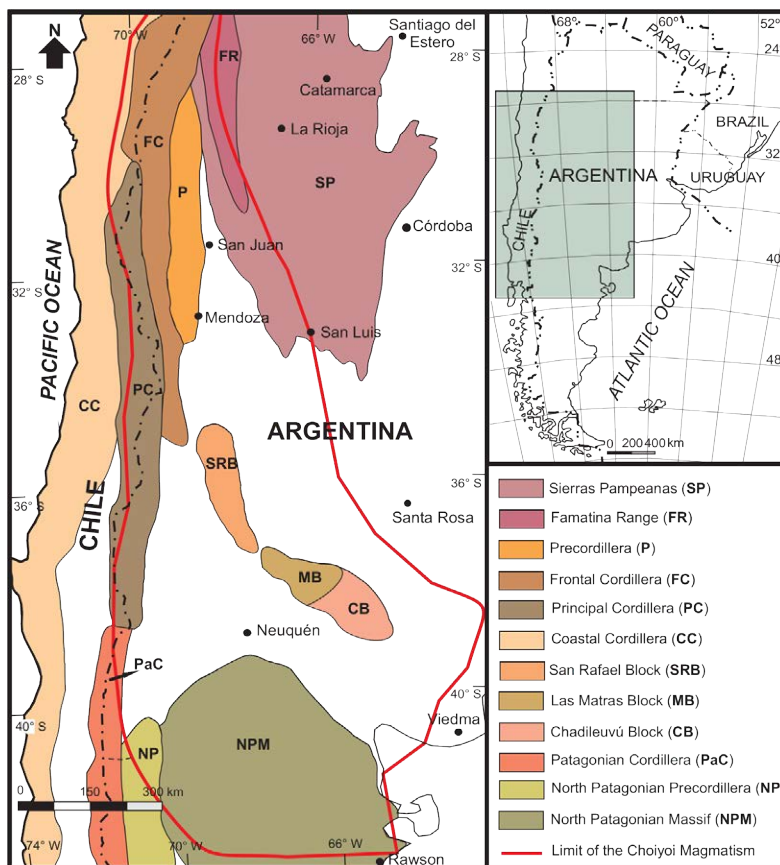 70° W
66° W
Santiago del
Estero
N
28° S
28° S
FR
Catamarca
La Rioja
FC
P
SP
Córdoba
San Juan
32° S
32° S
Mendoza
San Luis
PACIFIC OCEAN
PC
CC
ARGENTINA
SRB
CHILE
36° S
36° S
Santa Rosa
MB
CB
Neuquén
PaC
40° S
40° S
Viedma
NP
NPM
0
150
300 km
74° W
70° W
66° W
Rawson
68°
60°
52°
24
PARAGUAY
BRAZIL
32
ARGENTINA
URUGUAY
CHILE
40
ATLANTIC OCEAN
48
0 200 400 km
Sierras Pampeanas (SP)
Famatina Range (FR)
Precordillera (P)
Frontal Cordillera (FC)
Principal Cordillera (PC)
Coastal Cordillera (CC)
San Rafael Block (SRB)
Las Matras Block (MB)
Chadileuvú Block (CB)
Patagonian Cordillera (PaC)
North Patagonian Precordillera (NP
North Patagonian Massif (NPM)
Limit of the Choiyoi Magmatism